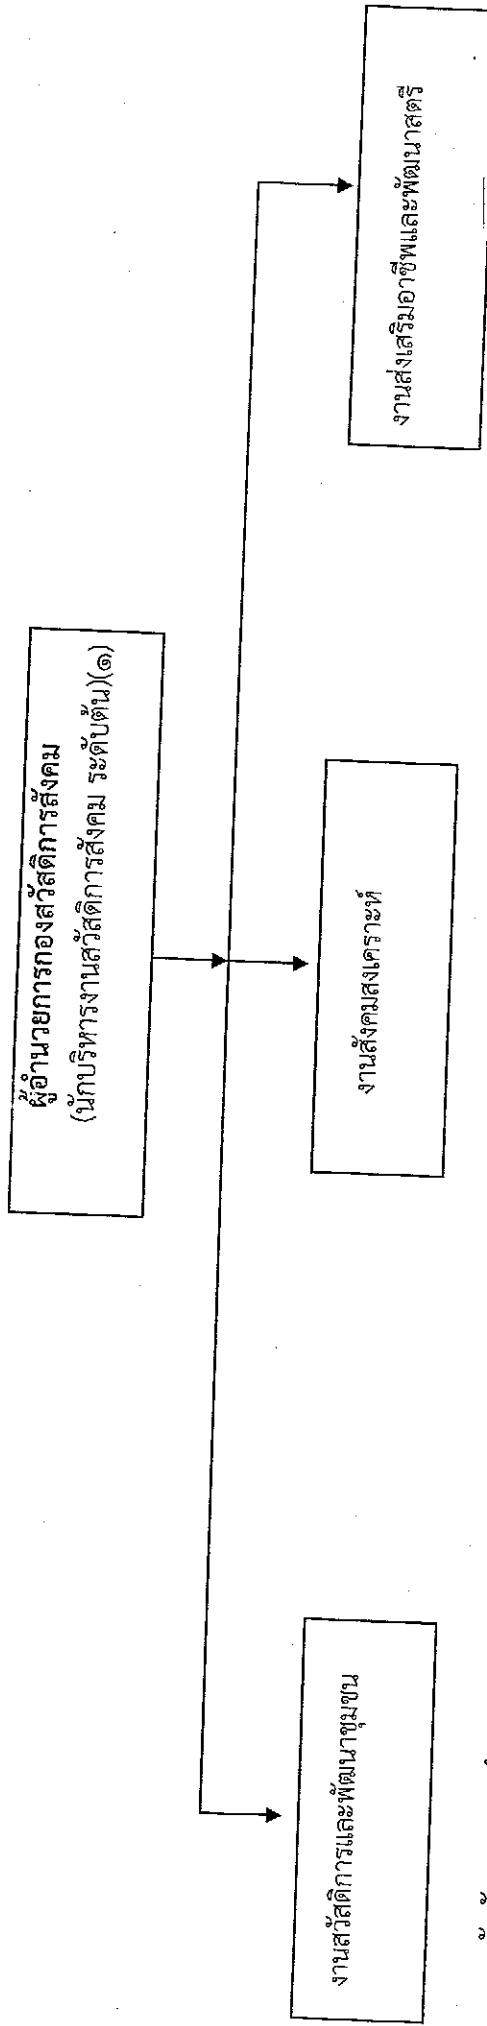 ผู้อำนวยการกองสวัสดิการสังคม
(นักบริหารงานสวัสดิการสังคม ระดับต้น)(๑)
งานสวัสดิการและพัฒนาชุมชน
งานสังคมสงเคราะห์
งานส่งเสริมอาชีพและพัฒนาสตรี